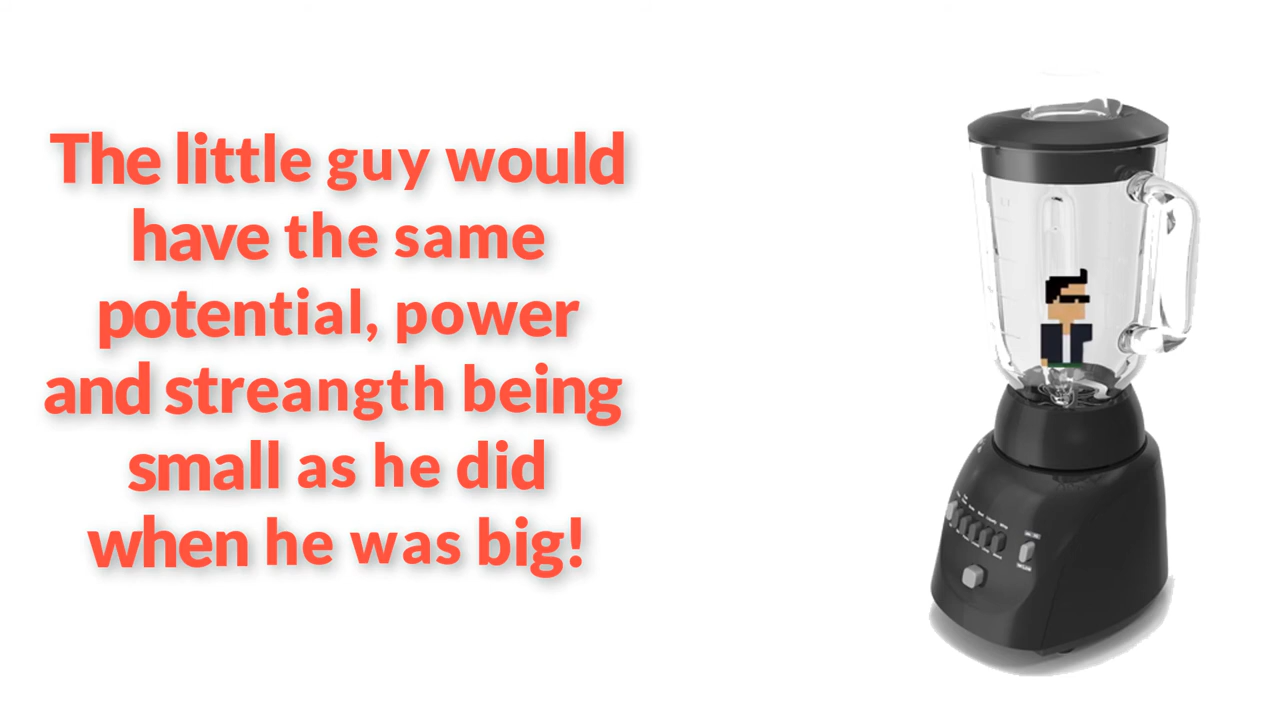 The little guy would
have the same
potential, power
and streangth being
small as he did
when he was big!